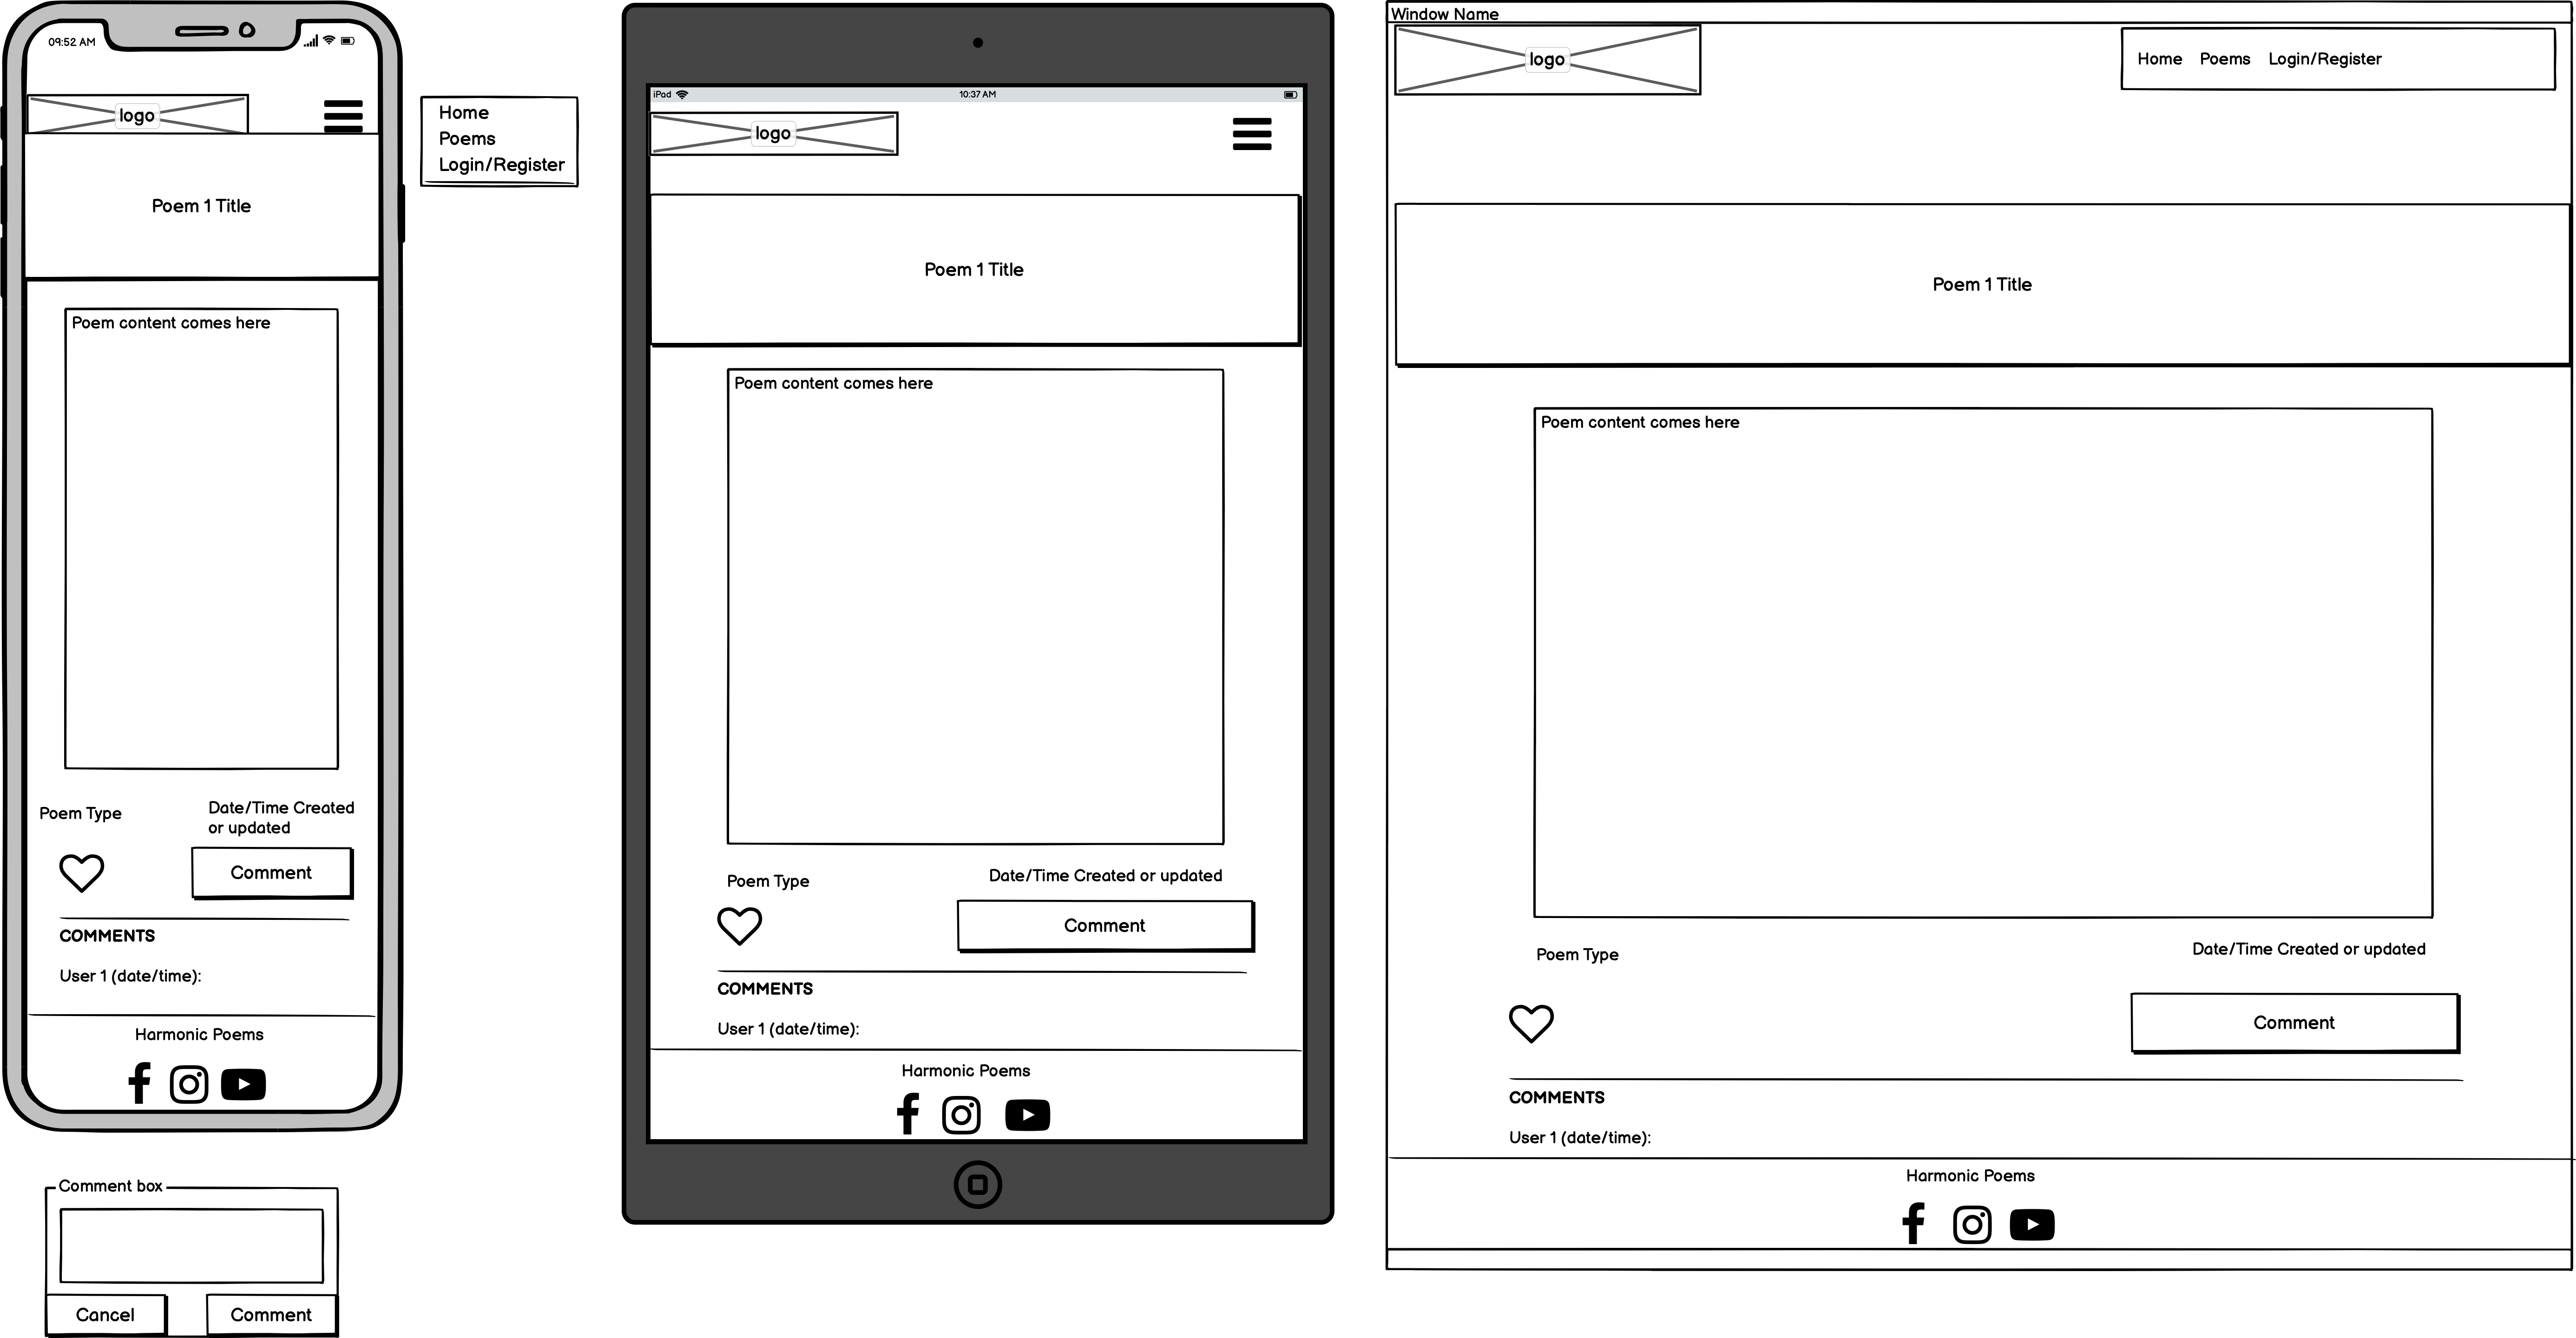 09:52 AM
logo
Poem 1 Title
Poem content comes here
Poem Type
Date/Time Created
or updated
Comment
COMMENTS
User 1 (date/time):
Harmonic Poems
Comment box
Cancel
Comment
Home
Poems
Login/Register
iPad
10:37 AM
logo
Poem 1 Title
Poem content comes here
Poem Type
Date/Time Created or updated
Comment
COMMENTS
User 1 (date/time):
Harmonic Poems
Window Name
logo
Home Poems Login/Register
Poem 1 Title
Poem content comes here
Poem Type
Date/Time Created or updated
Comment
COMMENTS
User 1 (date/time):
Harmonic Poems